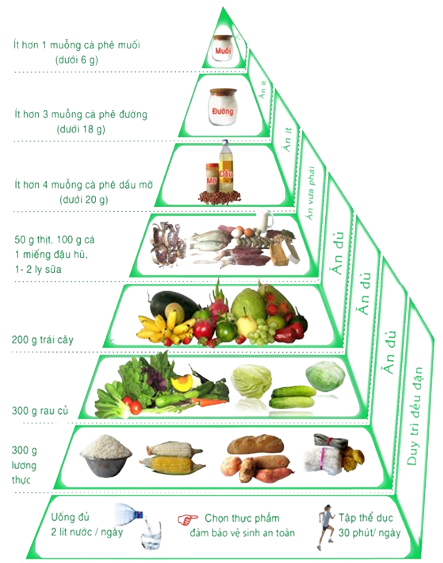 Ít hơn 1 muỗng cà phê muối
(dưới 6 g)
Muối
Ăn ít
Ít hơn 3 muỗng cà phê đường
(dưới 18 g)
Đường
Ăn ít
Ít hơn 4 muỗng cà phê dầu mỡ
(dưới 20 g)
Ăn vừa phải
50 g thịt, 100 g cá
1 miếng đậu hủ,
1- 2 ly sữa
Ăn đủ
200 g trái cây
Ăn đủ
300 g rau củ
Ăn đủ
300 g
lương
thực
Duy trì đều đặn
Uống đủ
2 lít nước / ngày
Chọn thực phẩm
đảm bảo vệ sinh an toàn
Tập thể dục
30 phút/ ngày